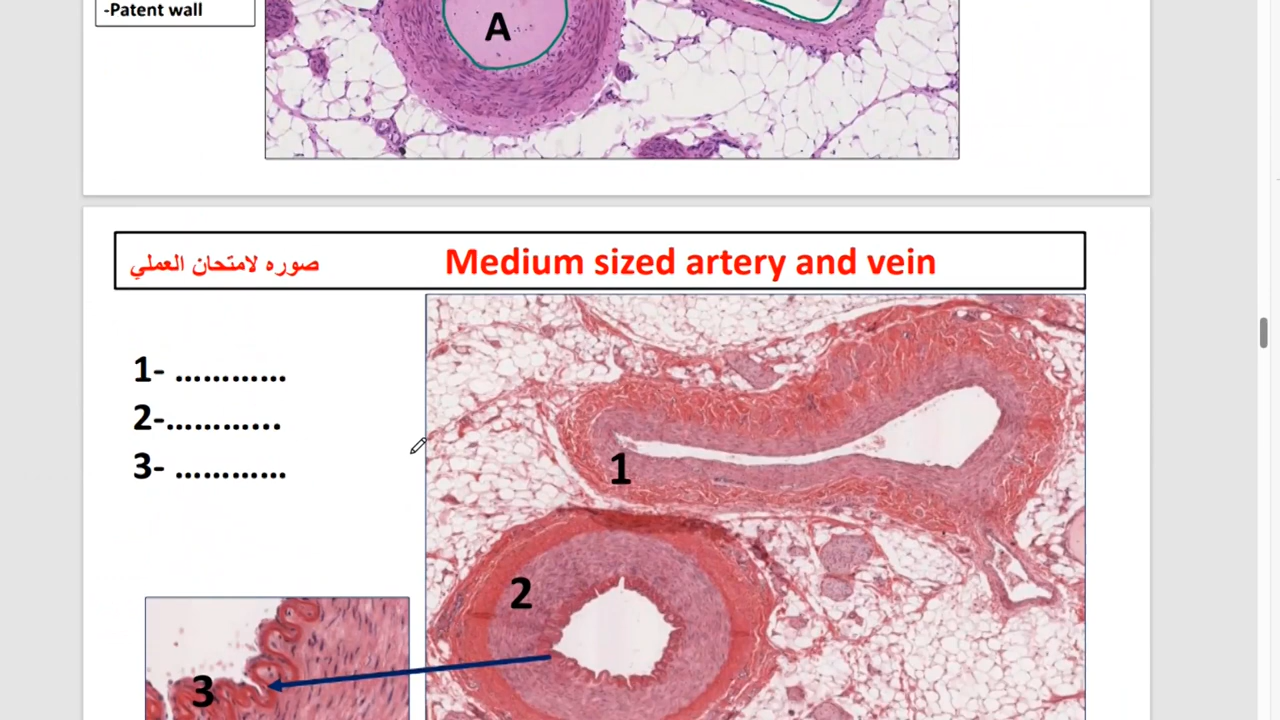 -Patent wall
A
صوره لامتحان العملي
Medium sized artery and vein
1- ............
2-............
3- ............
1
2
3